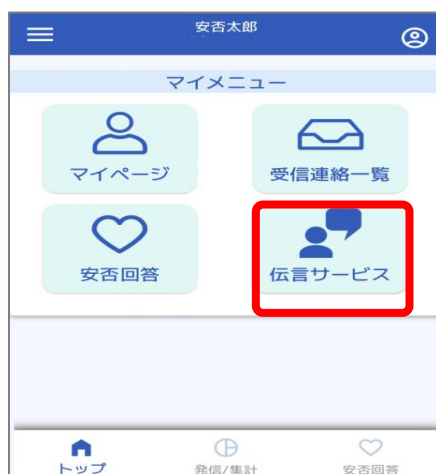 安否太郎
マイメニュー
マイページ 受信連絡一覧
安否回答 伝言サービス
トップ 発信/集計 安否回答